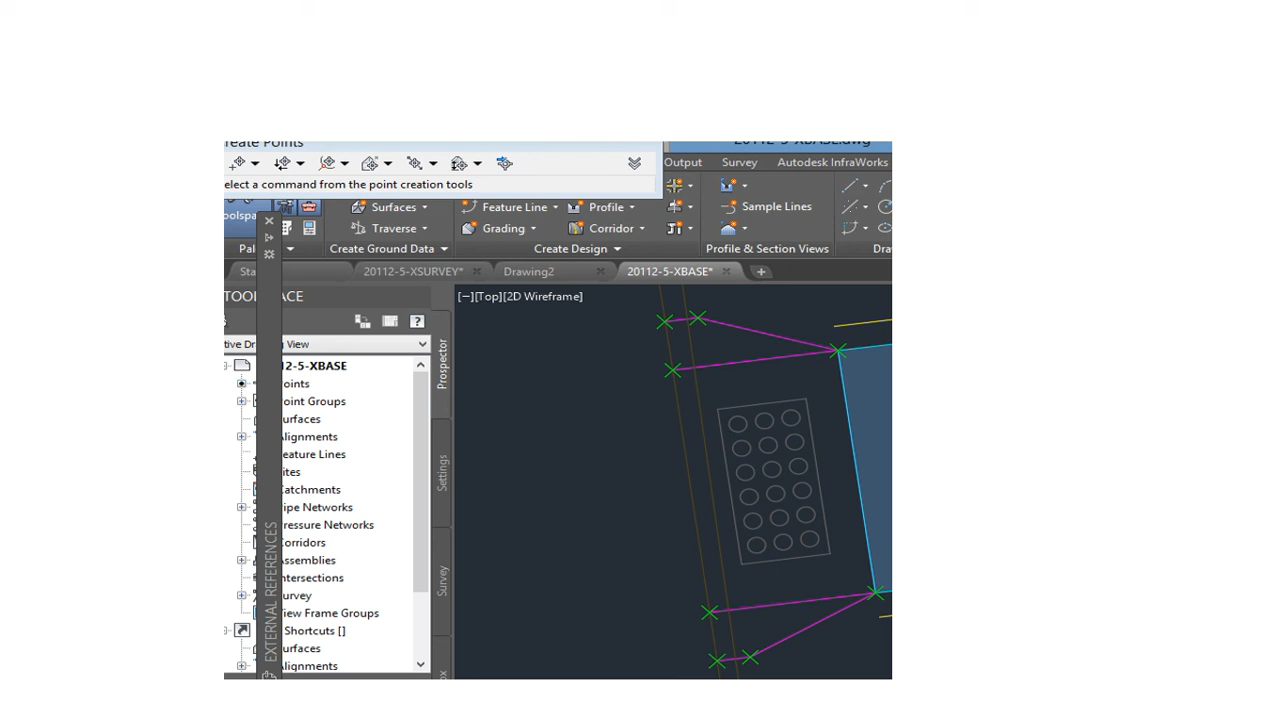 reate Points
20112-5-XBASE.dwg
Output Survey Autodesk InfraWorks
elect a command from the point creation tools
oolspa Surfaces Feature Line Profile Sample Lines
Traverse Grading Corridor
Pal Create Ground Data Create Design Profile & Section Views Dra
Sta 20112-5-XSURVEY* Drawing2 20112-5-XBASE*
TOOL ACE
[−][Top][2D Wireframe]
?
tive Dr View
Prospector
12-5-XBASE
oints
oint Groups
urfaces
lignments
eature Lines
Settings
ites
atchments
ipe Networks
ressure Networks
orridors
ssemblies
Survey
ntersections
urvey
iew Frame Groups
EXTERNAL REFERENCES
Shortcuts []
urfaces
lignments